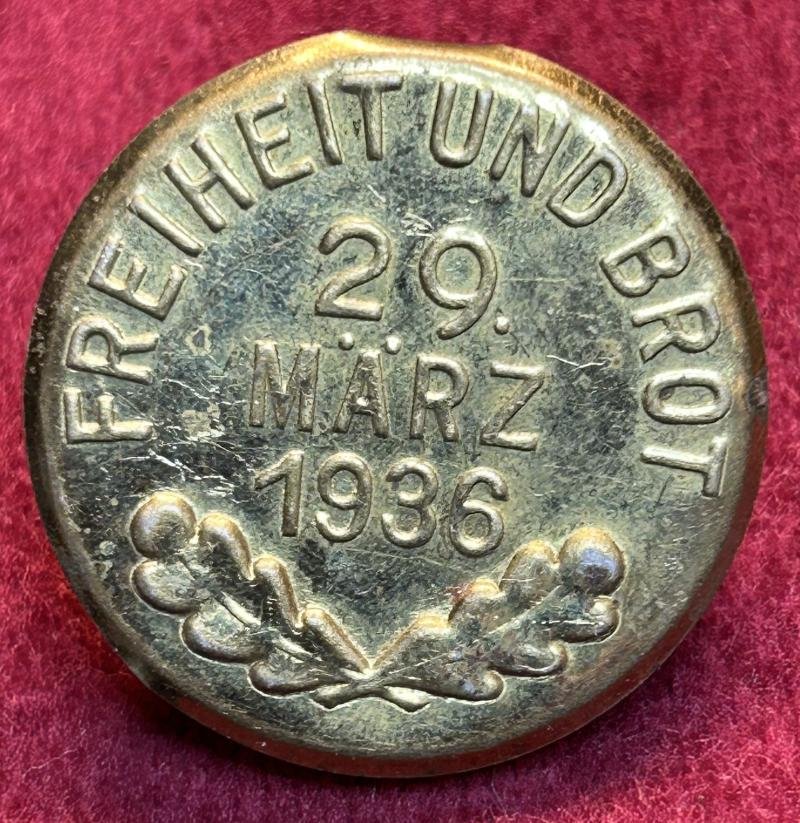 FREIHEIT UND BROT
29.
MÄRZ
1936